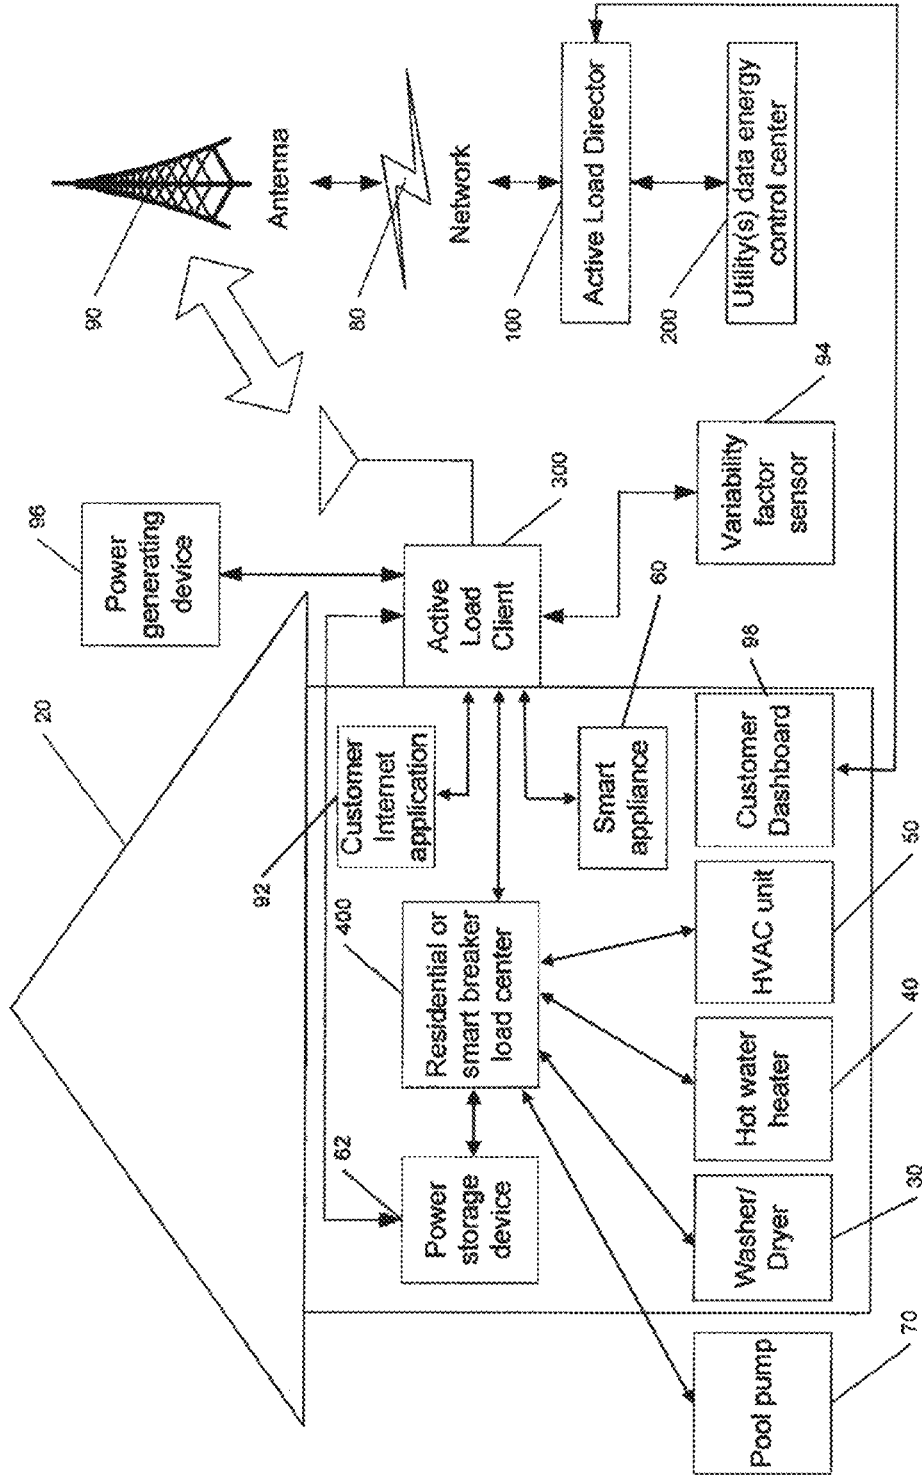 20
96
Power
generating
device
90
Antenna
80
Network
92
Customer
Internet
application
62
Power
storage
device
400
Residential or
smart breaker
load center
Active
Load
Client
300
100
Active Load Director
Smart
appliance
60
200
Utility(s) data energy
control center
Pool pump
70
Washer/
Dryer
30
Hot water
heater
40
HVAC unit
50
Customer
Dashboard
98
Variability
factor
sensor
94